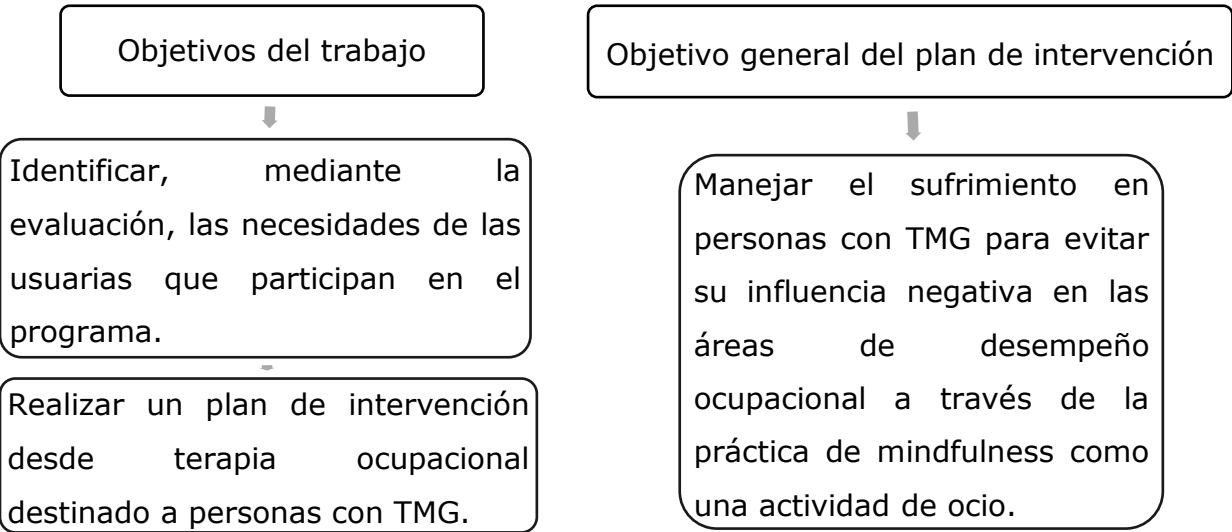 Objetivos del trabajo
Identificar, mediante la
evaluación, las necesidades de las
usuarias que participan en el
programa.
Realizar un plan de intervención
desde terapia ocupacional
destinado a personas con TMG.
Objetivo general del plan de intervención
Manejar el sufrimiento en
personas con TMG para evitar
su influencia negativa en las
áreas de desempeño
ocupacional a través de la
práctica de mindfulness como
una actividad de ocio.